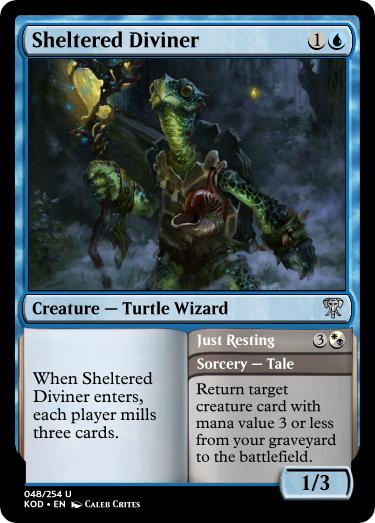 Sheltered Diviner 1
Creature — Turtle Wizard
When Sheltered
Diviner enters,
each player mills
three cards.
Just Resting 3
Sorcery — Tale
Return target
creature card with
mana value 3 or less
from your graveyard
to the battlefield.
1/3
048/254 U
KOD • EN Caleb Crites